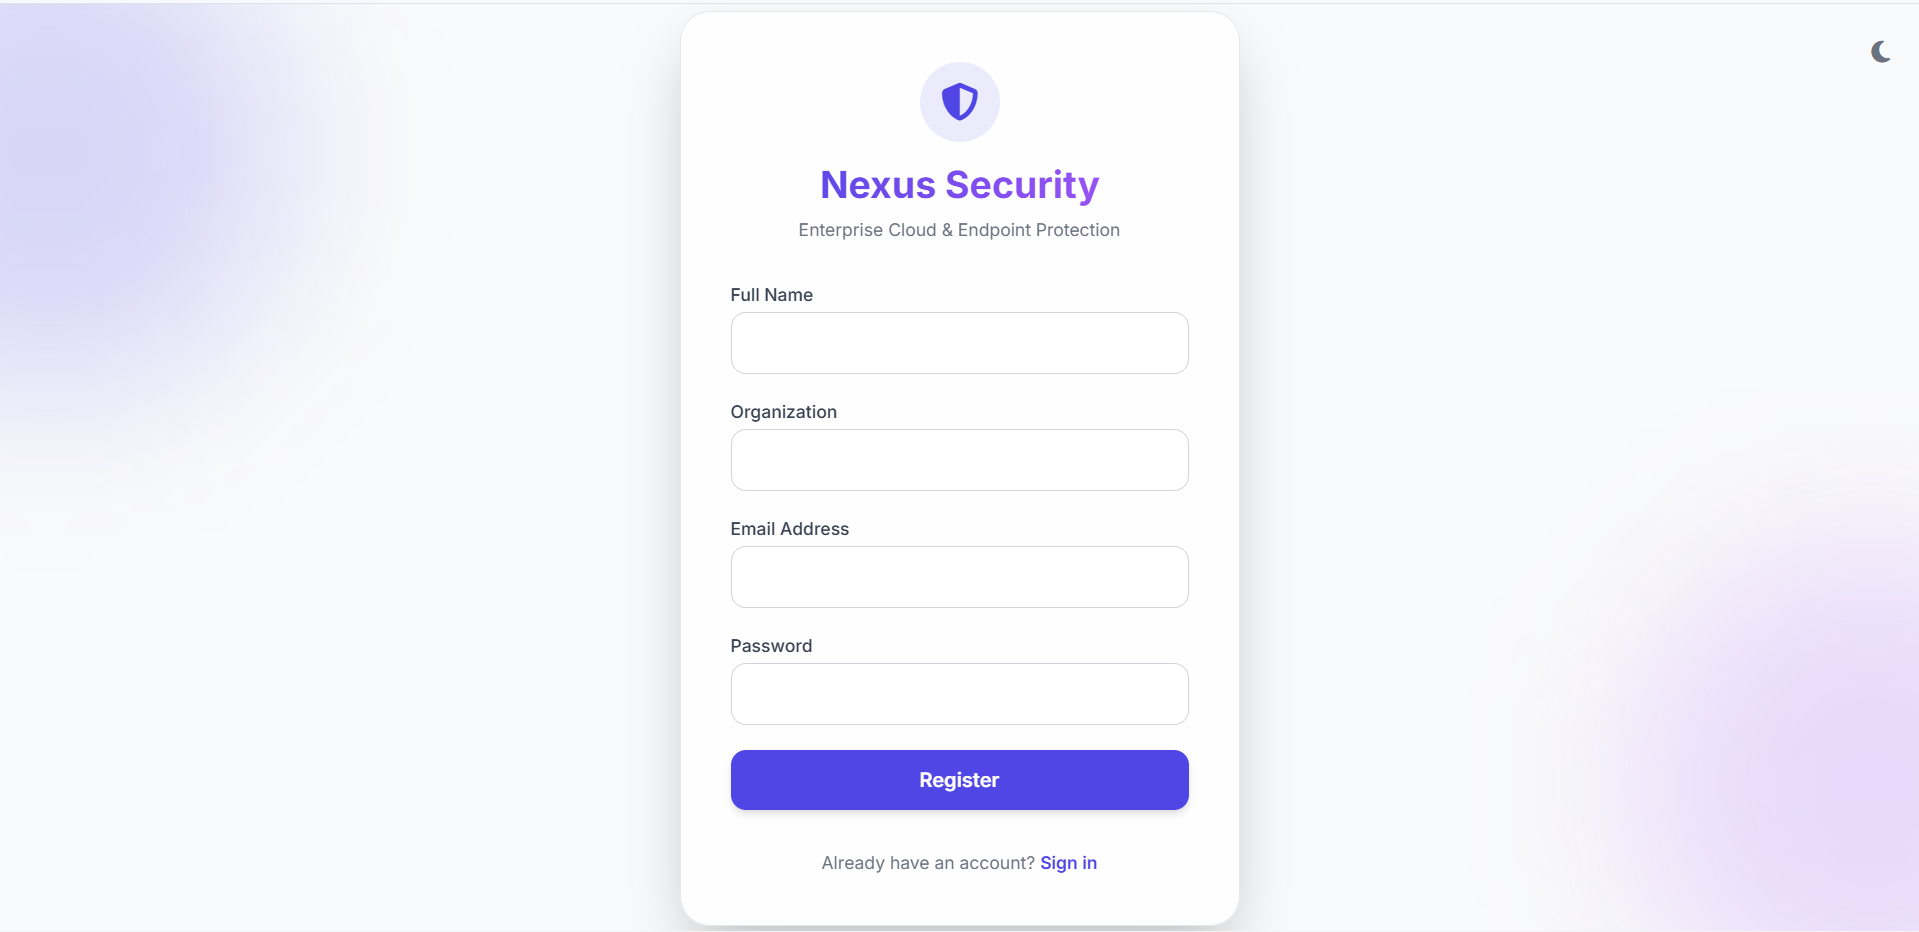 Nexus Security
Enterprise Cloud & Endpoint Protection
Full Name
Organization
Email Address
Password
Register
Already have an account? Sign in